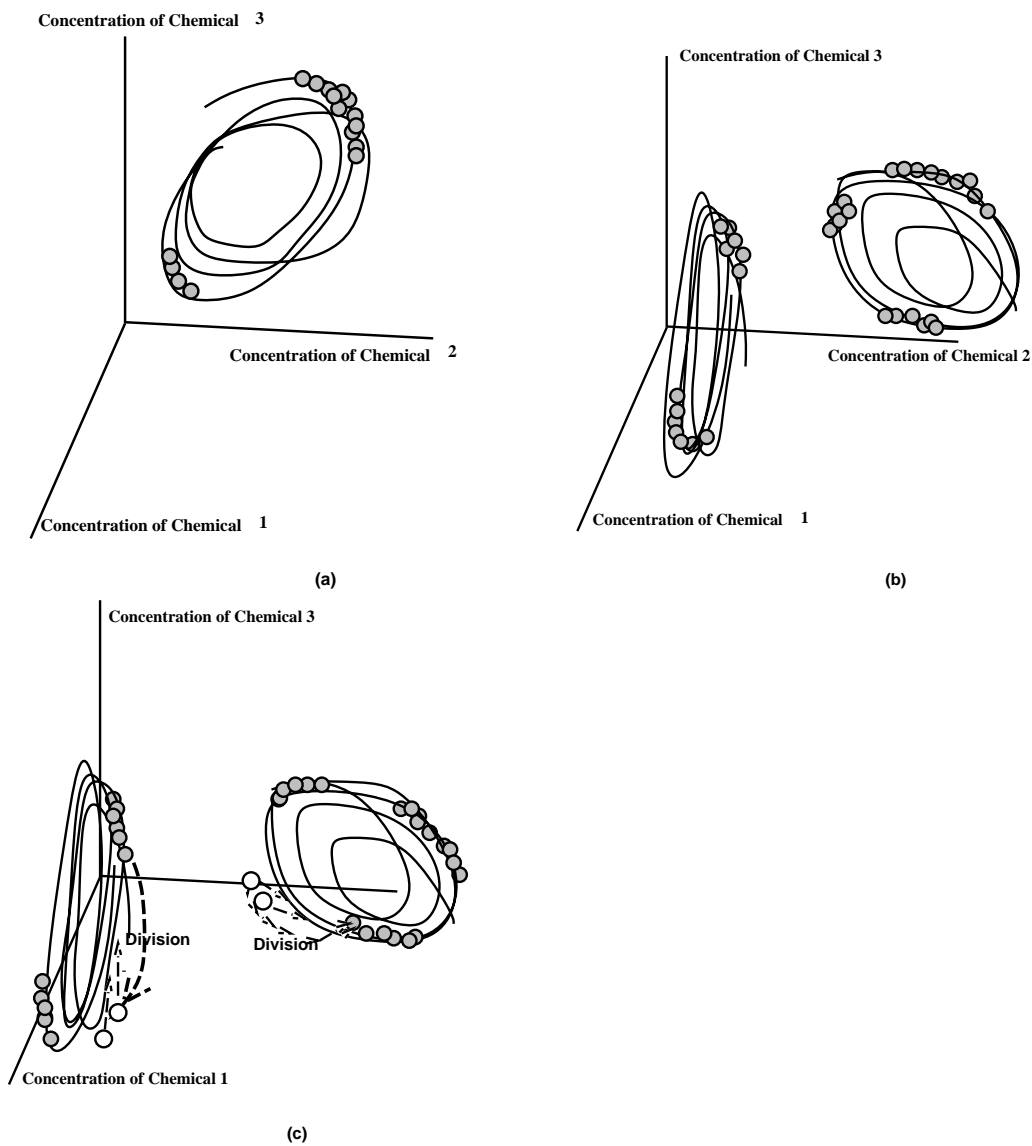 Concentration of Chemical 3
Concentration of Chemical 2
Concentration of Chemical 1
(a)
Concentration of Chemical 3
Concentration of Chemical 2
Concentration of Chemical 1
(b)
Concentration of Chemical 3
Division
Division
Concentration of Chemical 1
(c)